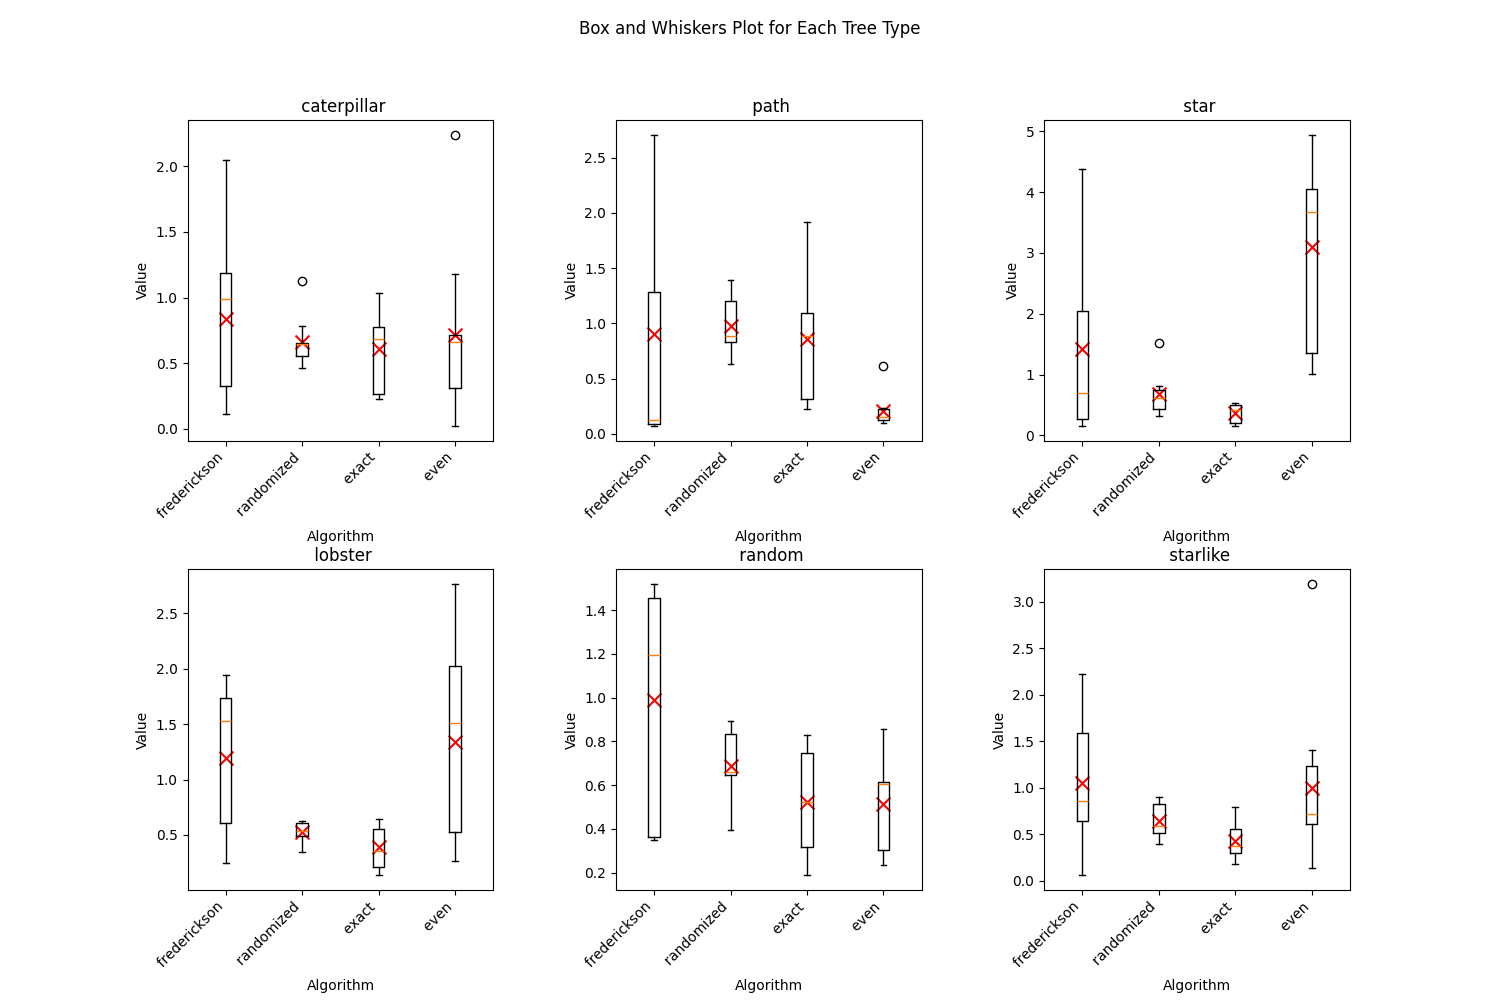 Box and Whiskers Plot for Each Tree Type
caterpillar
Value
2.0
1.5
1.0
0.5
0.0
frederickson
randomized
exact
even
Algorithm
path
Value
2.5
2.0
1.5
1.0
0.5
0.0
frederickson
randomized
exact
even
Algorithm
star
Value
5
4
3
2
1
0
frederickson
randomized
exact
even
Algorithm
lobster
Value
2.5
2.0
1.5
1.0
0.5
frederickson
randomized
exact
even
Algorithm
random
Value
1.4
1.2
1.0
0.8
0.6
0.4
0.2
frederickson
randomized
exact
even
Algorithm
starlike
Value
3.0
2.5
2.0
1.5
1.0
0.5
0.0
frederickson
randomized
exact
even
Algorithm